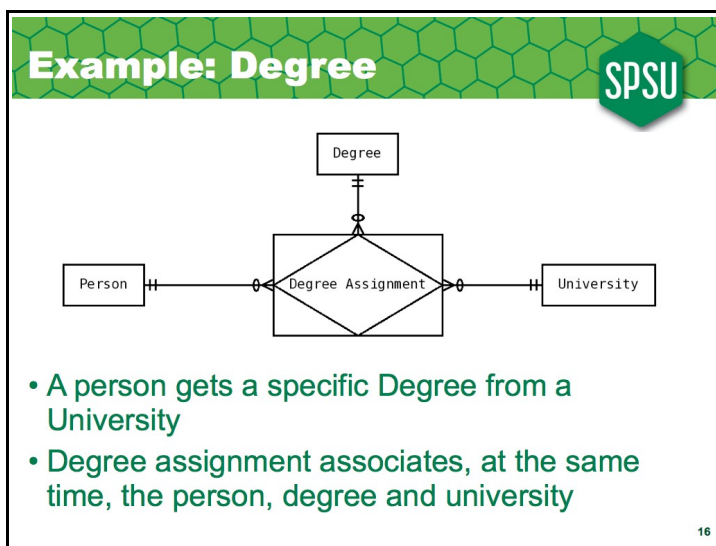 Example: Degree
SPSU
Degree
Person
Degree Assignment
University
• A person gets a specific Degree from a
University
• Degree assignment associates, at the same
time, the person, degree and university
16